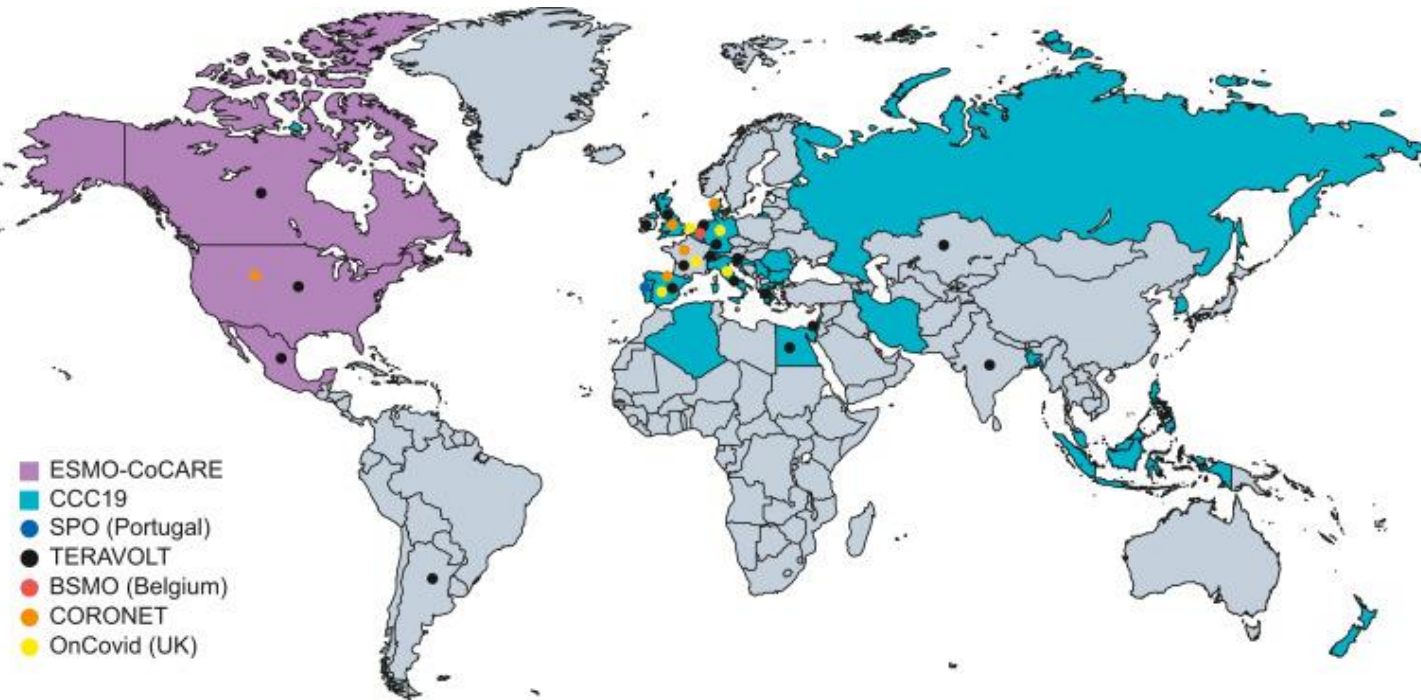 ESMO-CoCARE
CCC19
SPO (Portugal)
TERAVOLT
BSMO (Belgium)
CORONET
OnCovid (UK)